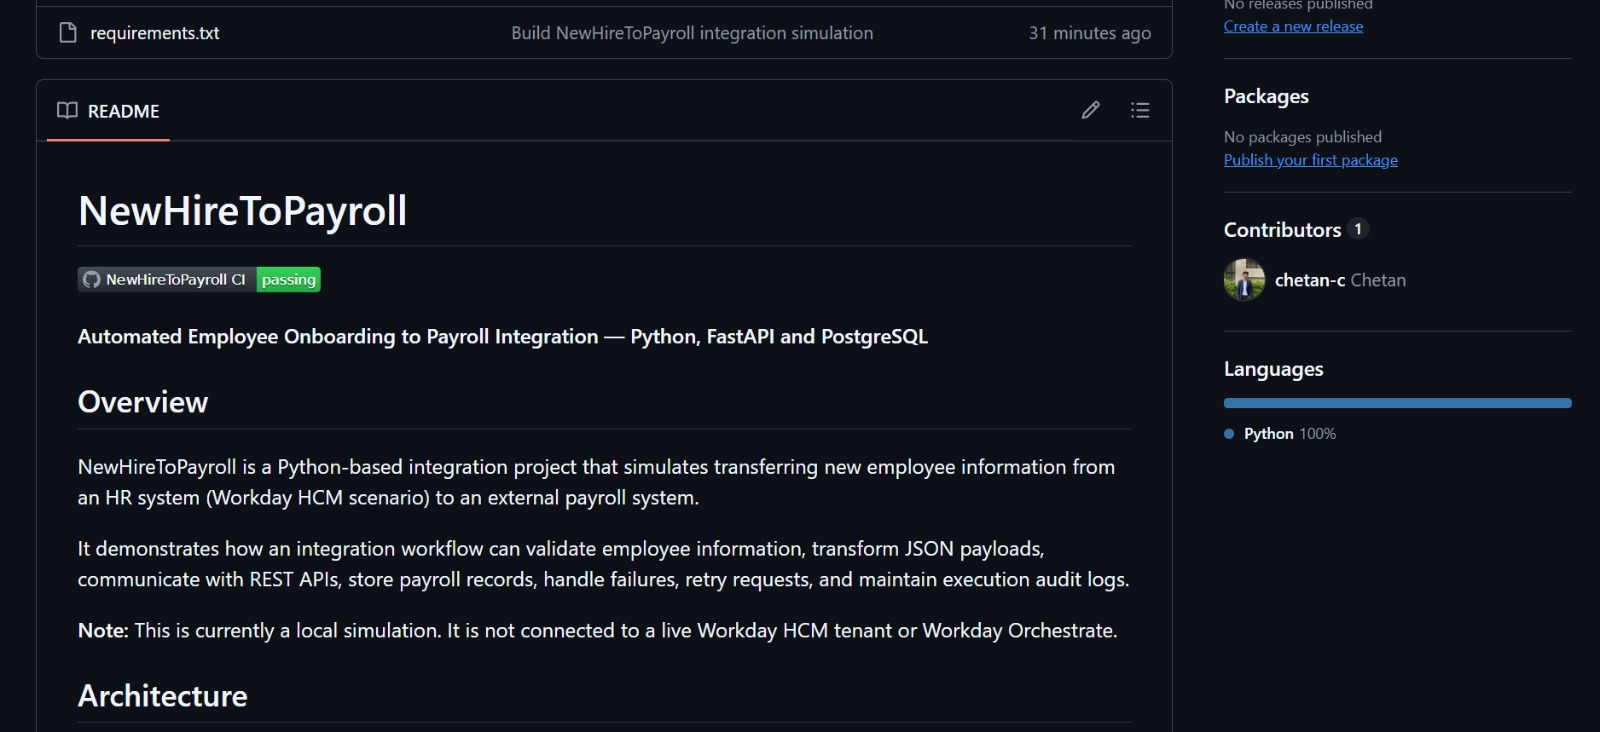 No releases published
Create a new release
requirements.txt Build NewHireToPayroll integration simulation 31 minutes ago
README
NewHireToPayroll
NewHireToPayroll CI passing
Automated Employee Onboarding to Payroll Integration — Python, FastAPI and PostgreSQL
Overview
NewHireToPayroll is a Python-based integration project that simulates transferring new employee information from
an HR system (Workday HCM scenario) to an external payroll system.
It demonstrates how an integration workflow can validate employee information, transform JSON payloads,
communicate with REST APIs, store payroll records, handle failures, retry requests, and maintain execution audit logs.
Note: This is currently a local simulation. It is not connected to a live Workday HCM tenant or Workday Orchestrate.
Architecture
Packages
No packages published
Publish your first package
Contributors 1
chetan-c Chetan
Languages
Python 100%